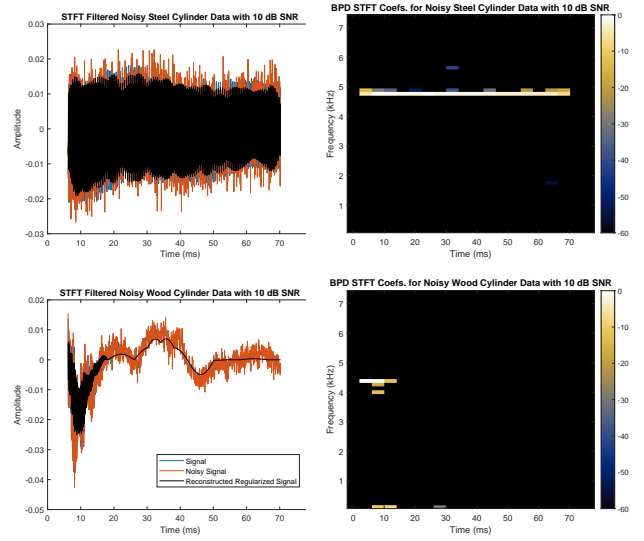 STFT Filtered Noisy Steel Cylinder Data with 10 dB SNR
0.03
0.02
0.01
0
-0.01
-0.02
-0.03
Amplitude
0 10 20 30 40 50 60 70
Time (ms)
BPD STFT Coefs. for Noisy Steel Cylinder Data with 10 dB SNR
7
6
5
4
3
2
1
Frequency (kHz)
0 10 20 30 40 50 60 70
Time (ms)
0
-10
-20
-30
-40
-50
-60
STFT Filtered Noisy Wood Cylinder Data with 10 dB SNR
0.02
0.01
0
-0.01
-0.02
-0.03
-0.04
-0.05
Amplitude
Signal
Noisy Signal
Reconstructed Regularized Signal
0 10 20 30 40 50 60 70
Time (ms)
BPD STFT Coefs. for Noisy Wood Cylinder Data with 10 dB SNR
7
6
5
4
3
2
1
Frequency (kHz)
0 10 20 30 40 50 60 70
Time (ms)
0
-10
-20
-30
-40
-50
-60